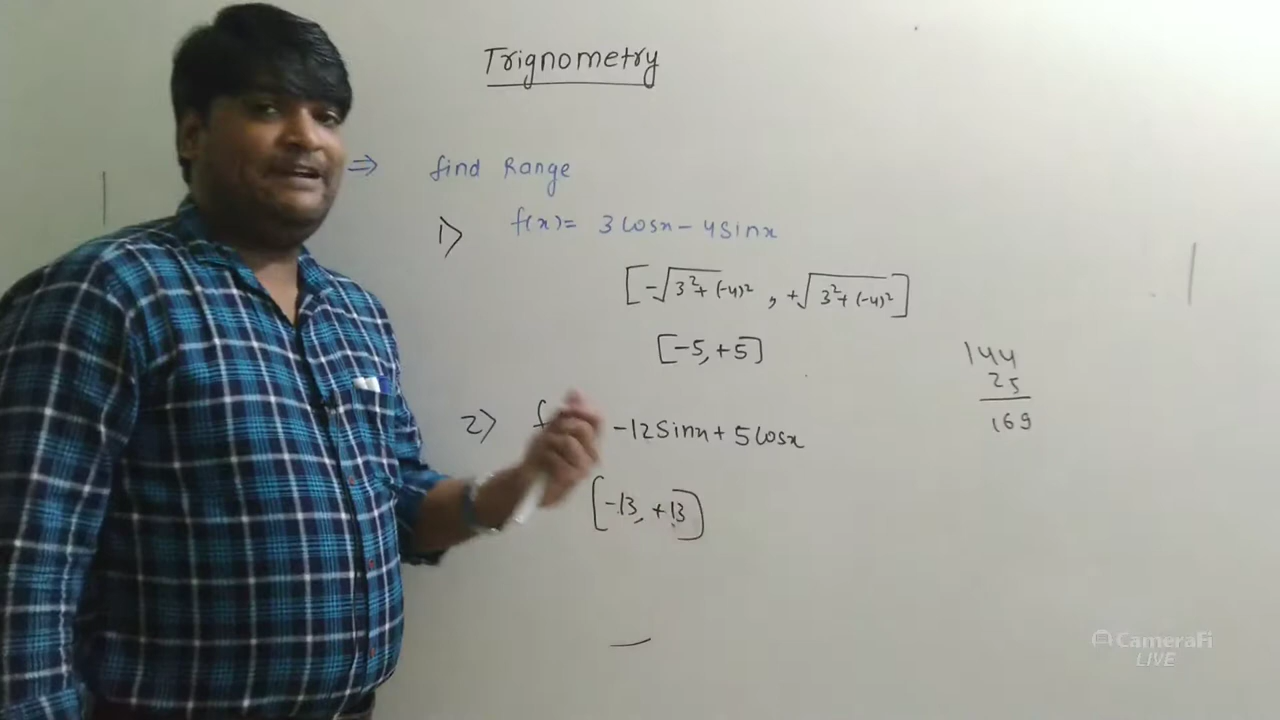 Trignometry
⇒ find Range
1) f(x)= 3cosx - 4sinx
[-√3²+(-4)², +√3²+(-4)²]
[-5, +5]
144
25
169
2) f -12sinx + 5cosx
[-13, +13]
CameraFi
LIVE